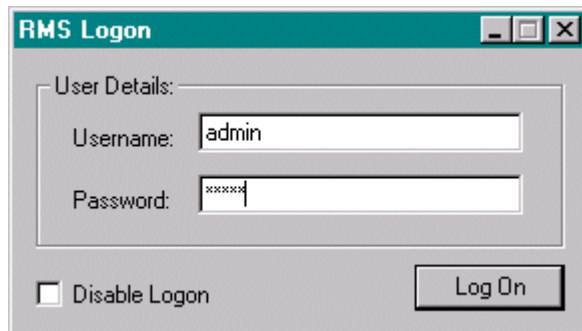 RMS Logon
User Details:
Username: admin
Password: *****
Disable Logon
Log On